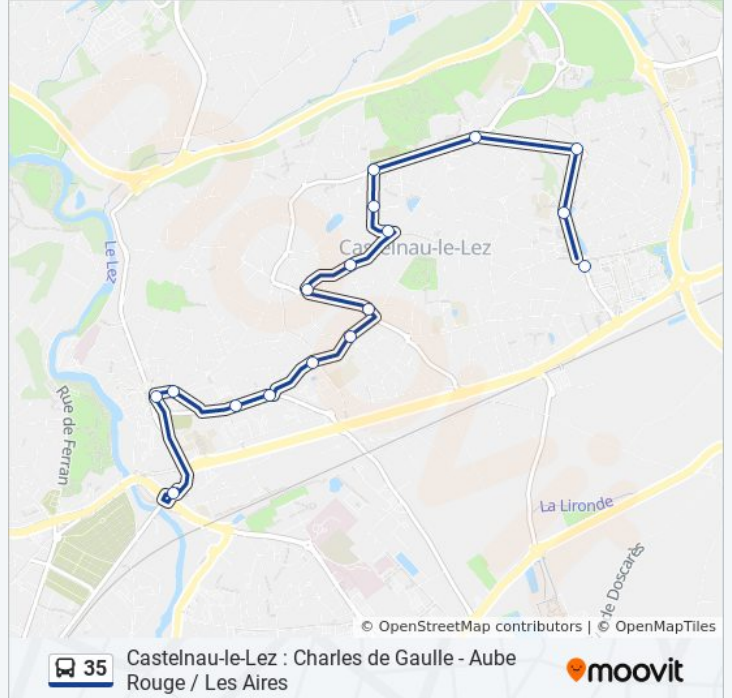 Castelnau-le-Lez
Le Lez
Rue de Ferran
La Lironde
de Doscarès
© OpenStreetMap contributors | © OpenMapTiles
35
Castelnau-le-Lez : Charles de Gaulle - Aube
Rouge / Les Aires
moovit